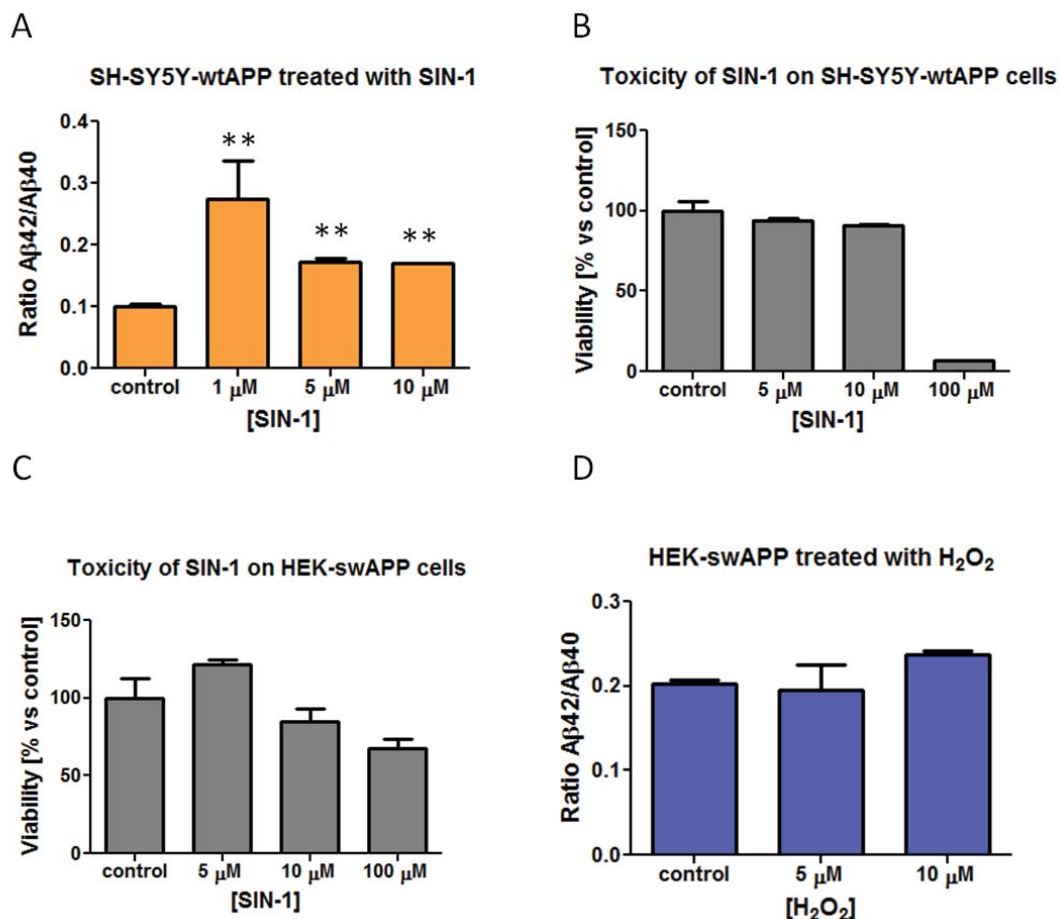 A
SH-SY5Y-wtAPP treated with SIN-1
Ratio Aβ42/Aβ40
0.4
0.3
0.2
0.1
0.0
**
**
**
control 1 μM 5 μM 10 μM
[SIN-1]
B
Toxicity of SIN-1 on SH-SY5Y-wtAPP cells
Viability [% vs control]
150
100
50
0
control 5 μM 10 μM 100 μM
[SIN-1]
C
Toxicity of SIN-1 on HEK-swAPP cells
Viability [% vs control]
150
100
50
0
control 5 μM 10 μM 100 μM
[SIN-1]
D
HEK-swAPP treated with H₂O₂
Ratio Aβ42/Aβ40
0.3
0.2
0.1
0.0
control 5 μM 10 μM
[H₂O₂]